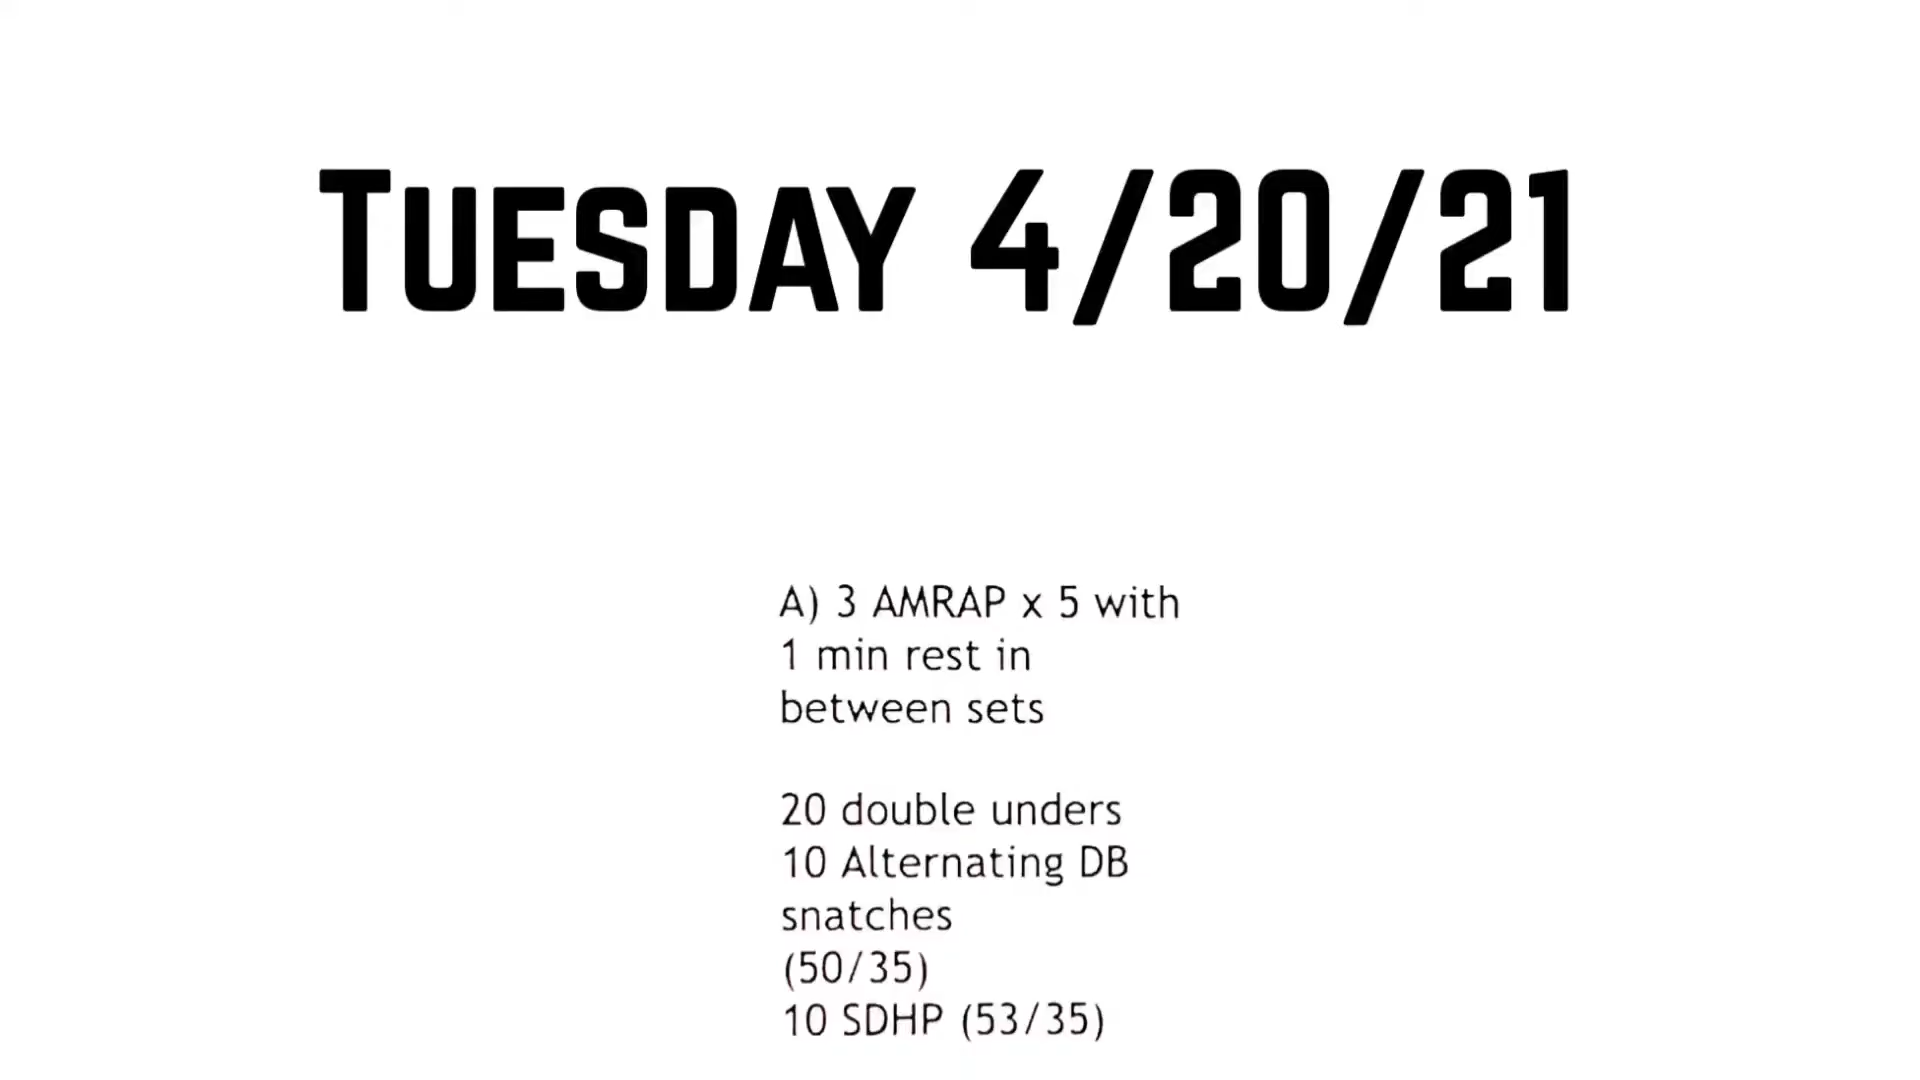 Tuesday 4/20/21
A) 3 AMRAP x 5 with
1 min rest in
between sets
20 double unders
10 Alternating DB
snatches
(50/35)
10 SDHP (53/35)